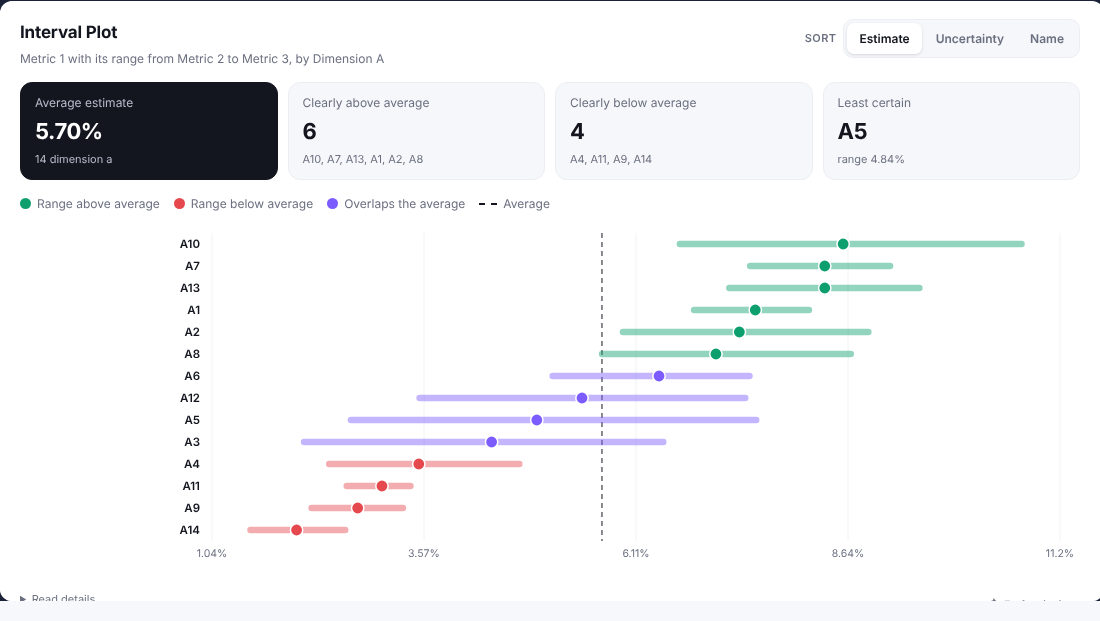 Interval Plot
Metric 1 with its range from Metric 2 to Metric 3, by Dimension A
SORT Estimate Uncertainty Name
Average estimate
5.70%
14 dimension a
Clearly above average
6
A10, A7, A13, A1, A2, A8
Clearly below average
4
A4, A11, A9, A14
Least certain
A5
range 4.84%
Range above average Range below average Overlaps the average Average
A10
A7
A13
A1
A2
A8
A6
A12
A5
A3
A4
A11
A9
A14
1.04% 3.57% 6.11% 8.64% 11.2%
Read details